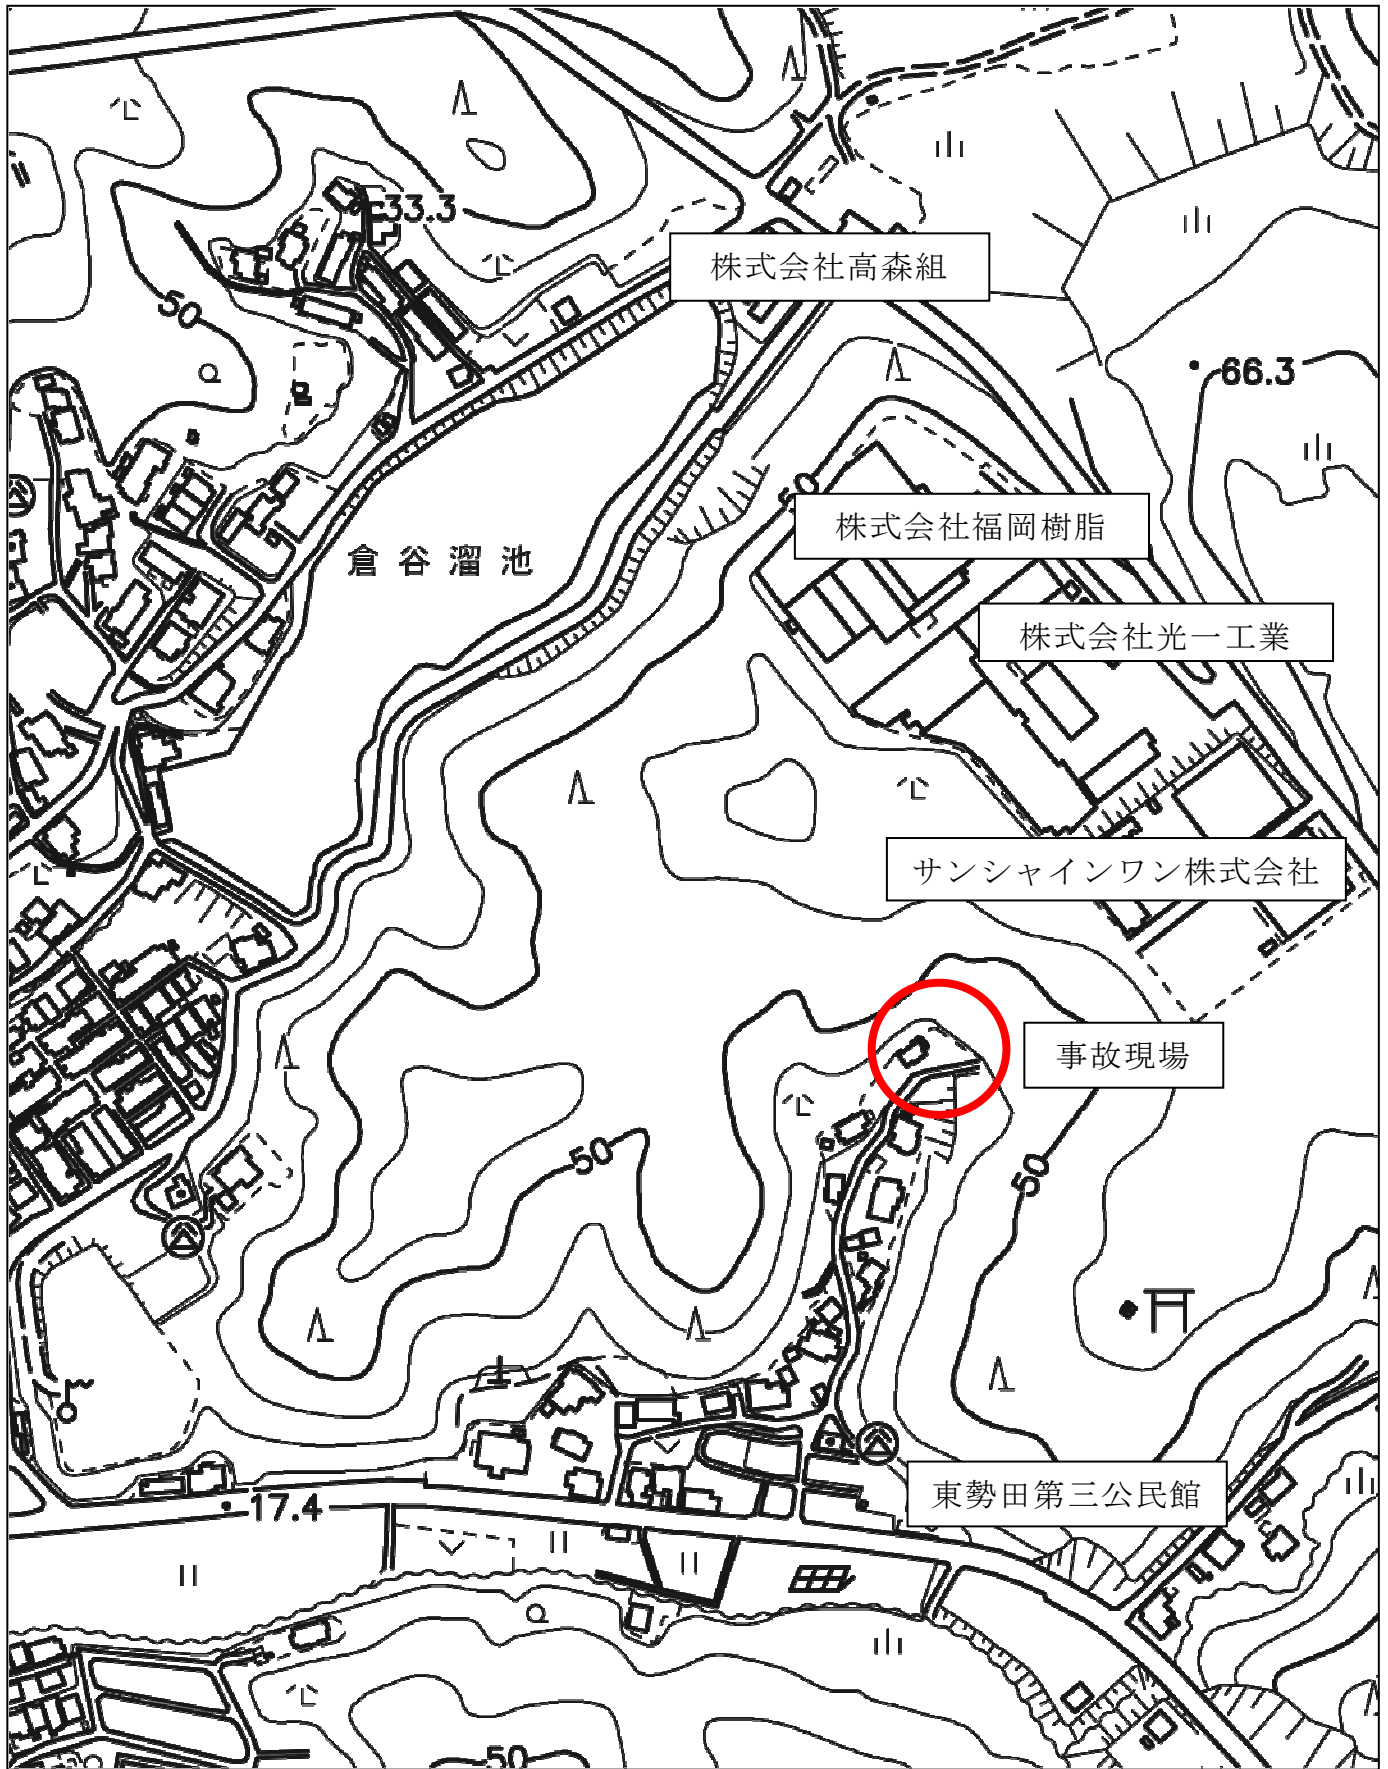 33.3
株式会社高森組
50
66.3
50
株式会社福岡樹脂
倉谷溜池
株式会社光一工業
サンシャインワン株式会社
事故現場
50
50
東勢田第三公民館
17.4
50